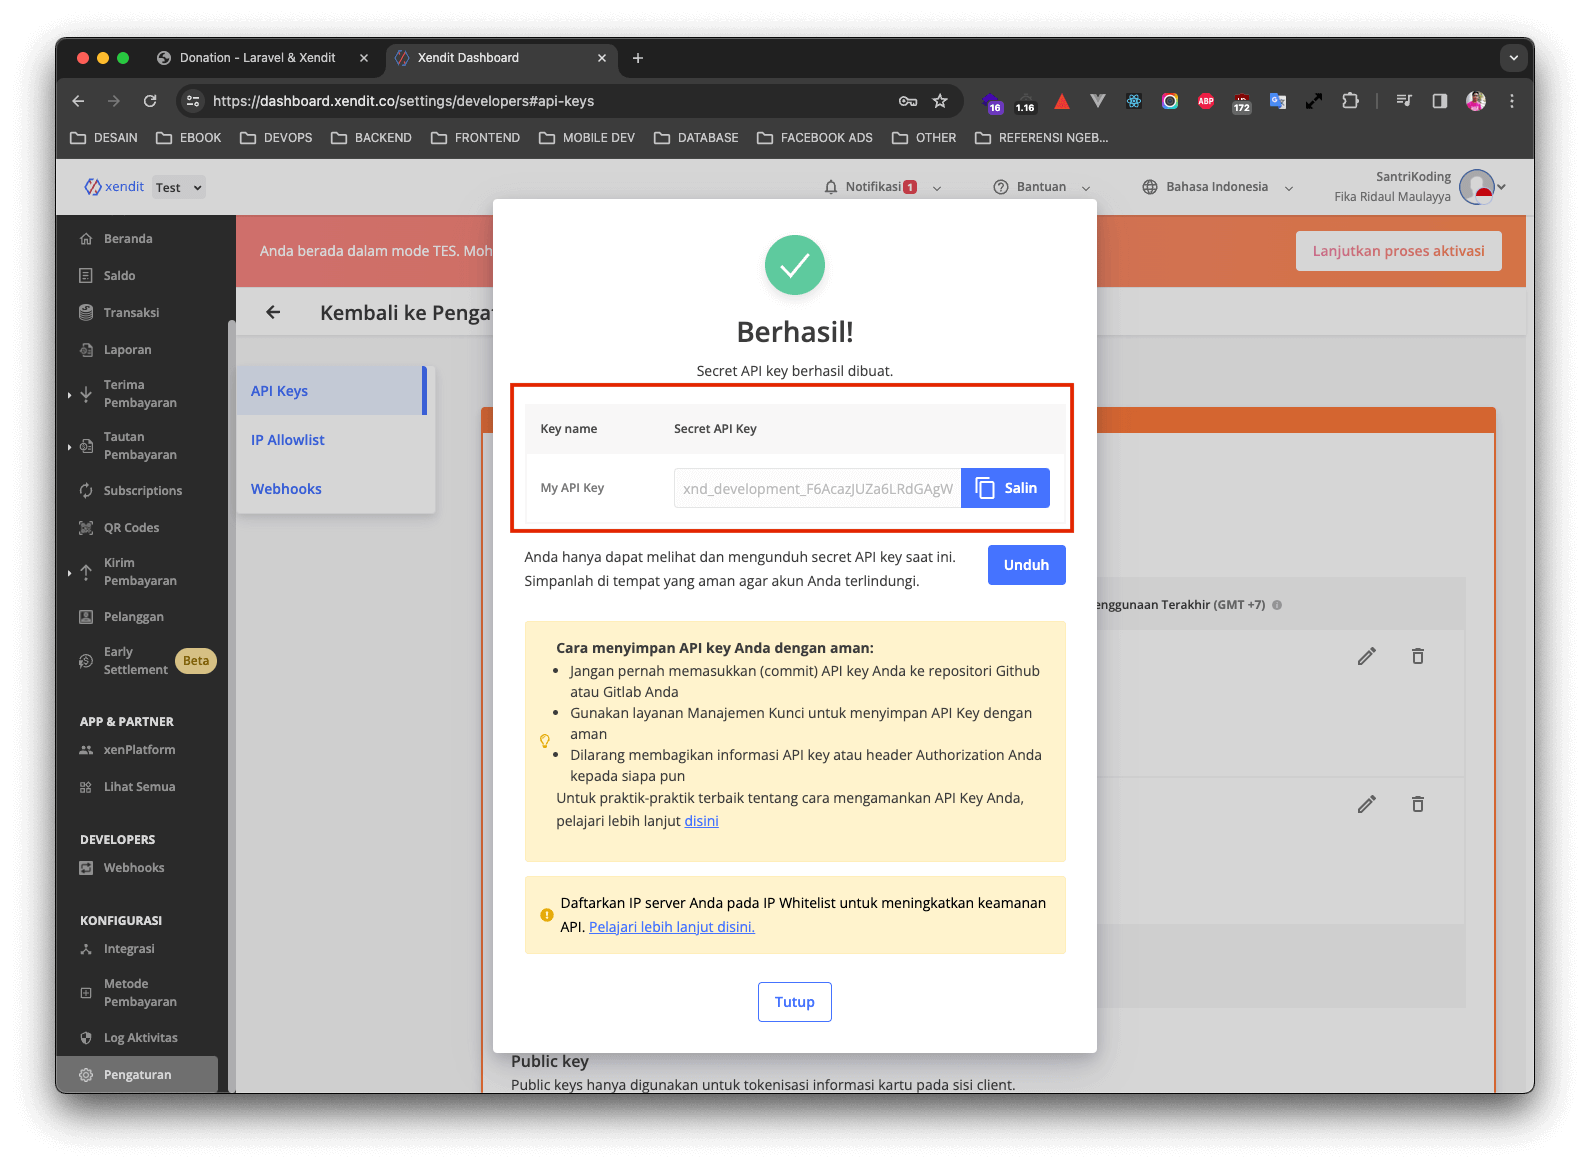 Donation - Laravel & Xendit
Xendit Dashboard
https://dashboard.xendit.co/settings/developers#api-keys
16
1.16
ABP
172
DESAIN
EBOOK
DEVOPS
BACKEND
FRONTEND
MOBILE DEV
DATABASE
FACEBOOK ADS
OTHER
REFERENSI NGEB...
xendit
Test
Notifikasi 1
Bantuan
Bahasa Indonesia
SantriKoding
Fika Ridaul Maulayya
Beranda
Saldo
Transaksi
Laporan
Terima
Pembayaran
Tautan
Pembayaran
Subscriptions
QR Codes
Kirim
Pembayaran
Pelanggan
Early
Settlement
Beta
APP & PARTNER
xenPlatform
Lihat Semua
DEVELOPERS
Webhooks
KONFIGURASI
Integrasi
Metode
Pembayaran
Log Aktivitas
Pengaturan
Anda berada dalam mode TES. Moh
Lanjutkan proses aktivasi
Kembali ke Pengat
API Keys
IP Allowlist
Webhooks
Berhasil!
Secret API key berhasil dibuat.
Key name
Secret API Key
My API Key
xnd_development_F6AcazJUZa6LRdGAgW
Salin
Anda hanya dapat melihat dan mengunduh secret API key saat ini.
Simpanlah di tempat yang aman agar akun Anda terlindungi.
Unduh
Cara menyimpan API key Anda dengan aman:
• Jangan pernah memasukkan (commit) API key Anda ke repositori Github
atau Gitlab Anda
• Gunakan layanan Manajemen Kunci untuk menyimpan API Key dengan
aman
• Dilarang membagikan informasi API key atau header Authorization Anda
kepada siapa pun
Untuk praktik-praktik terbaik tentang cara mengamankan API Key Anda,
pelajari lebih lanjut disini
Daftarkan IP server Anda pada IP Whitelist untuk meningkatkan keamanan
API. Pelajari lebih lanjut disini.
Tutup
enggunaan Terakhir (GMT +7)
Public key
Public keys hanya digunakan untuk tokenisasi informasi kartu pada sisi client.